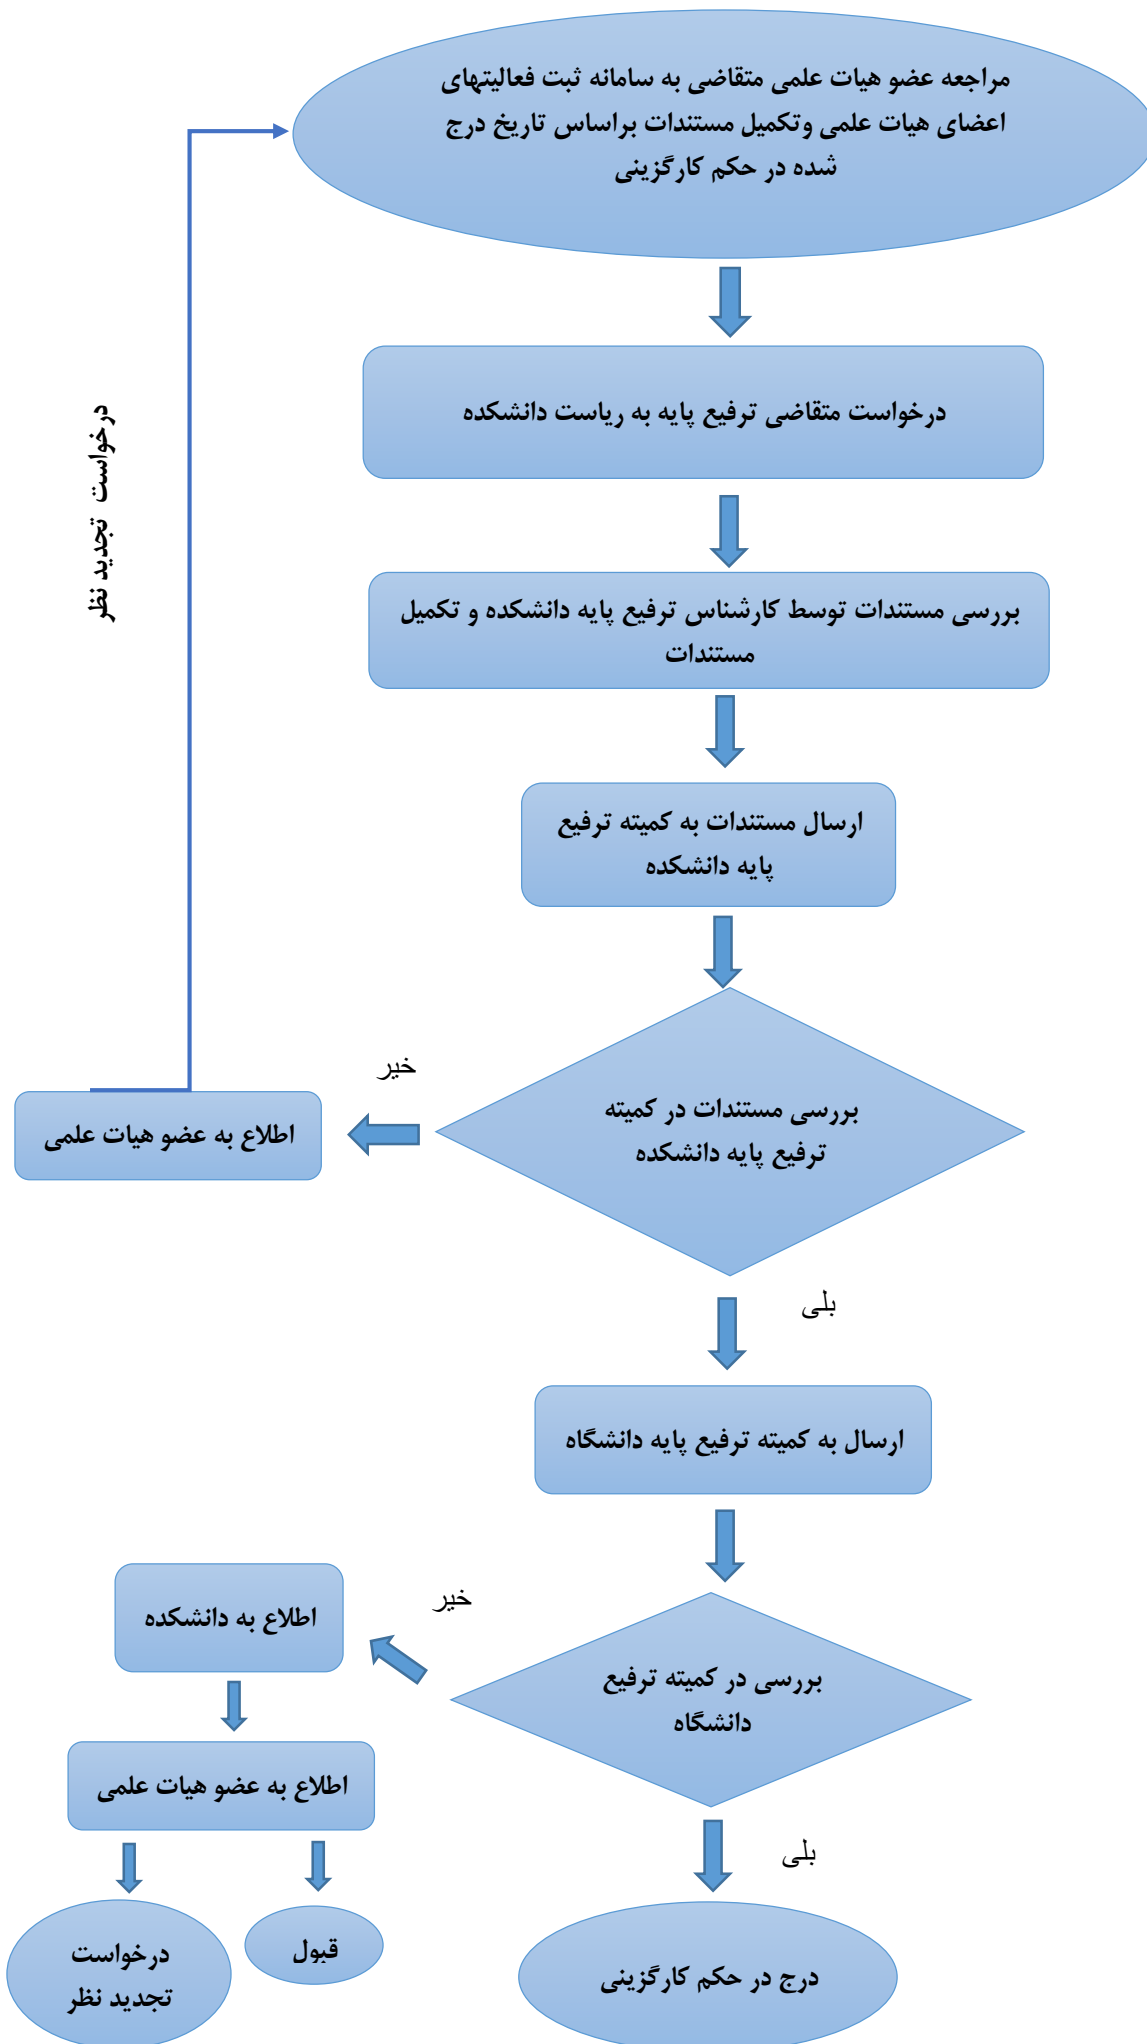 مراجعه عضو هیات علمی متقاضی به سامانه ثبت فعالیتهای
اعضای هیات علمی وتکمیل مستندات براساس تاریخ درج
شده در حکم کارگزینی
درخواست متقاضی ترفیع پایه به ریاست دانشکده
درخواست تجدید نظر
بررسی مستندات توسط کارشناس ترفیع پایه دانشکده و تکمیل
مستندات
ارسال مستندات به کمیته ترفیع
پایه دانشکده
خیر
بررسی مستندات در کمیته
ترفیع پایه دانشکده
اطلاع به عضو هیات علمی
بلی
ارسال به کمیته ترفیع پایه دانشگاه
خیر
اطلاع به دانشکده
بررسی در کمیته ترفیع
دانشگاه
اطلاع به عضو هیات علمی
بلی
قبول
درخواست
تجدید نظر
درج در حکم کارگزینی